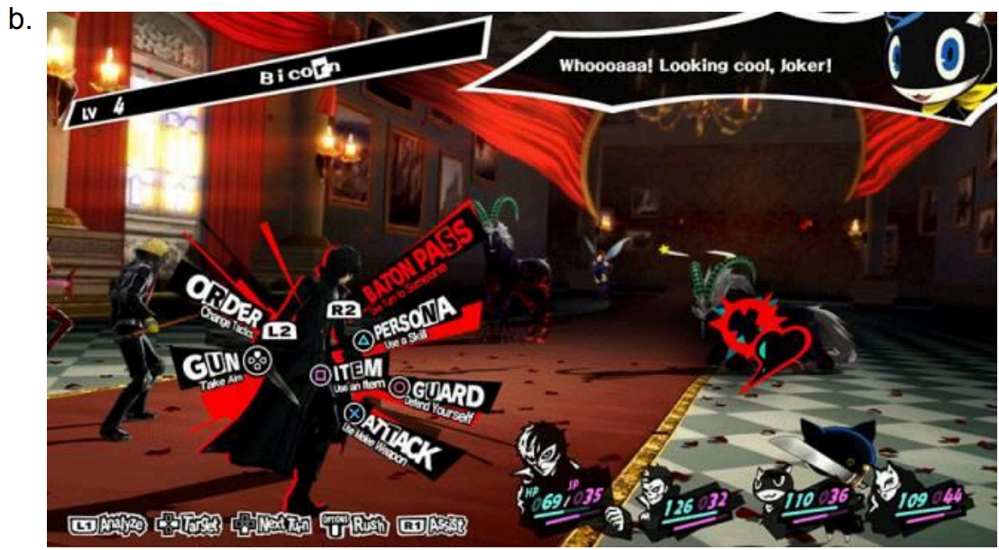 b.
Bicorn
LV 4
Whoooaaa! Looking cool, Joker!
BATON PASS
ORDER
Change Tactics
L2
R2
PERSONA
Use a Skill
GUN
Take Aim
ITEM
Use an Item
GUARD
Defend Yourself
ATTACK
Use Melee Weapon
HP SP
069 035
126 032
110 036
109 044
L1 Analyze Target Next Turn OPTIONS Rush R1 Assist